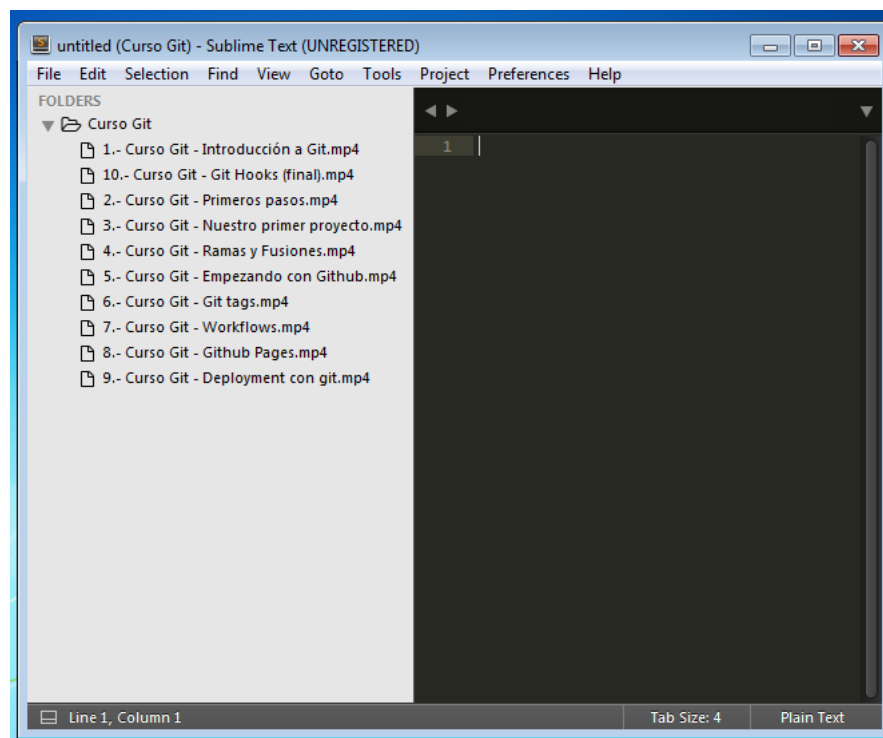 untitled (Curso Git) - Sublime Text (UNREGISTERED)
File Edit Selection Find View Goto Tools Project Preferences Help
FOLDERS
Curso Git
1.- Curso Git - Introducción a Git.mp4
10.- Curso Git - Git Hooks (final).mp4
2.- Curso Git - Primeros pasos.mp4
3.- Curso Git - Nuestro primer proyecto.mp4
4.- Curso Git - Ramas y Fusiones.mp4
5.- Curso Git - Empezando con Github.mp4
6.- Curso Git - Git tags.mp4
7.- Curso Git - Workflows.mp4
8.- Curso Git - Github Pages.mp4
9.- Curso Git - Deployment con git.mp4
1
Line 1, Column 1 Tab Size: 4 Plain Text